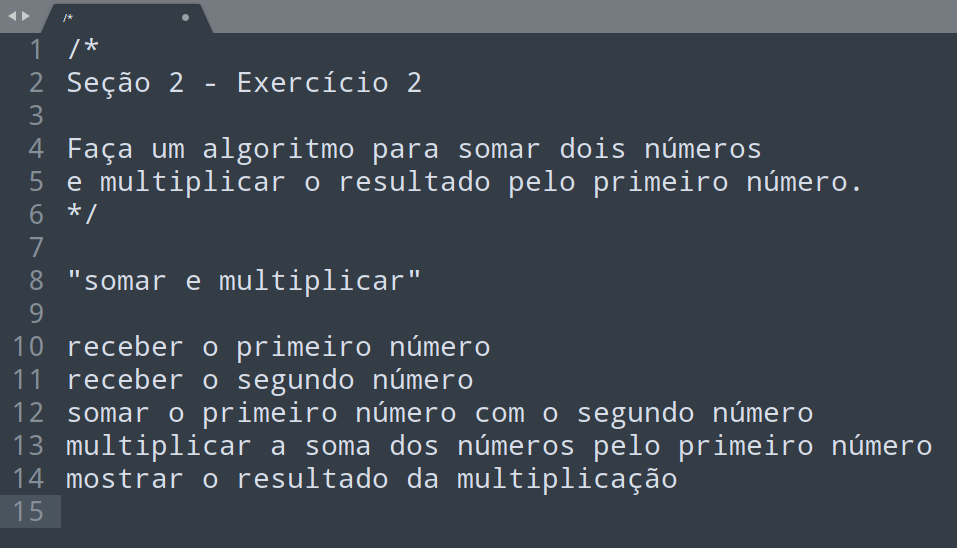 /*
1 /*
2 Seção 2 - Exercício 2
3
4 Faça um algoritmo para somar dois números
5 e multiplicar o resultado pelo primeiro número.
6 */
7
8 "somar e multiplicar"
9
10 receber o primeiro número
11 receber o segundo número
12 somar o primeiro número com o segundo número
13 multiplicar a soma dos números pelo primeiro número
14 mostrar o resultado da multiplicação
15